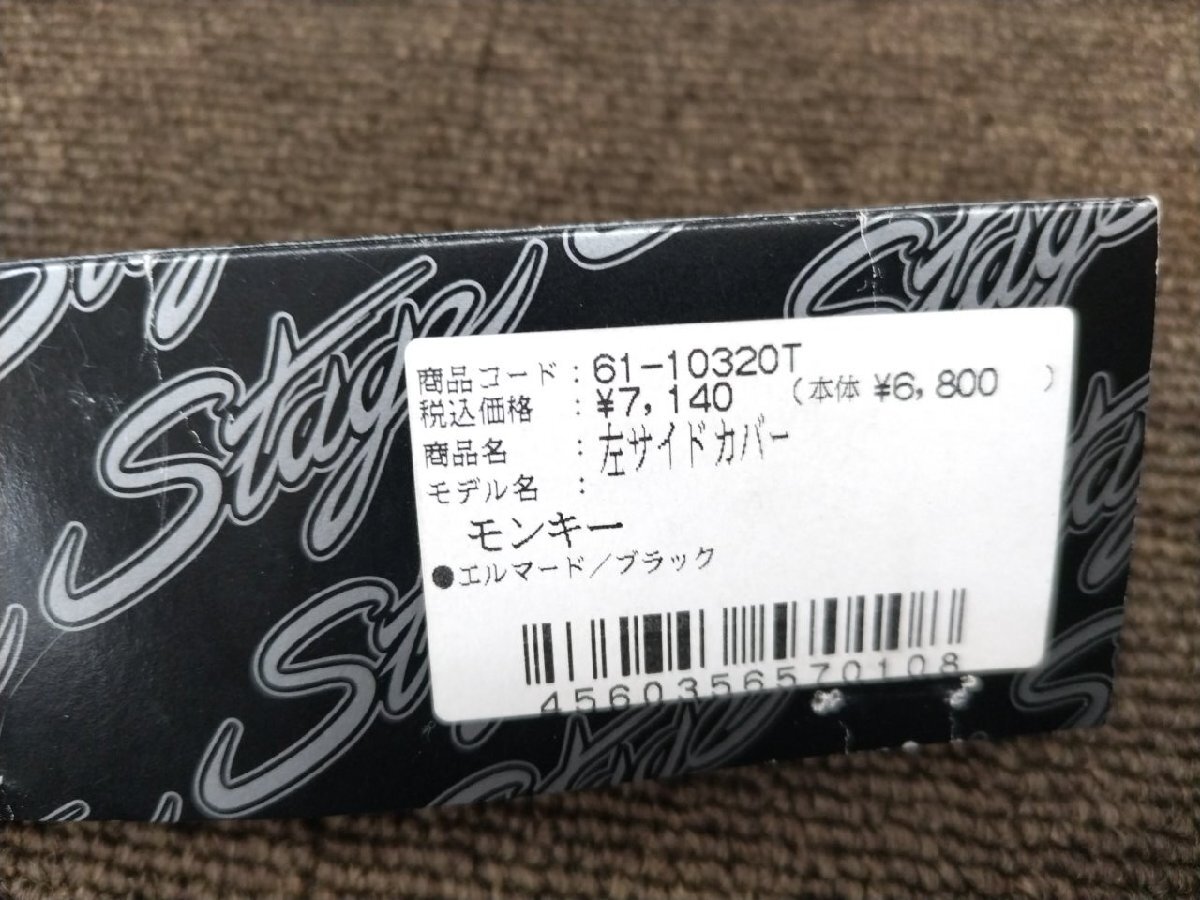 Stage
商品コード : 61-10320T
税込価格 : ¥7,140 (本体 ¥6,800 )
商品名 : 左サイドカバー
モデル名 :
モンキー
●エルマード/ブラック
4560356570108